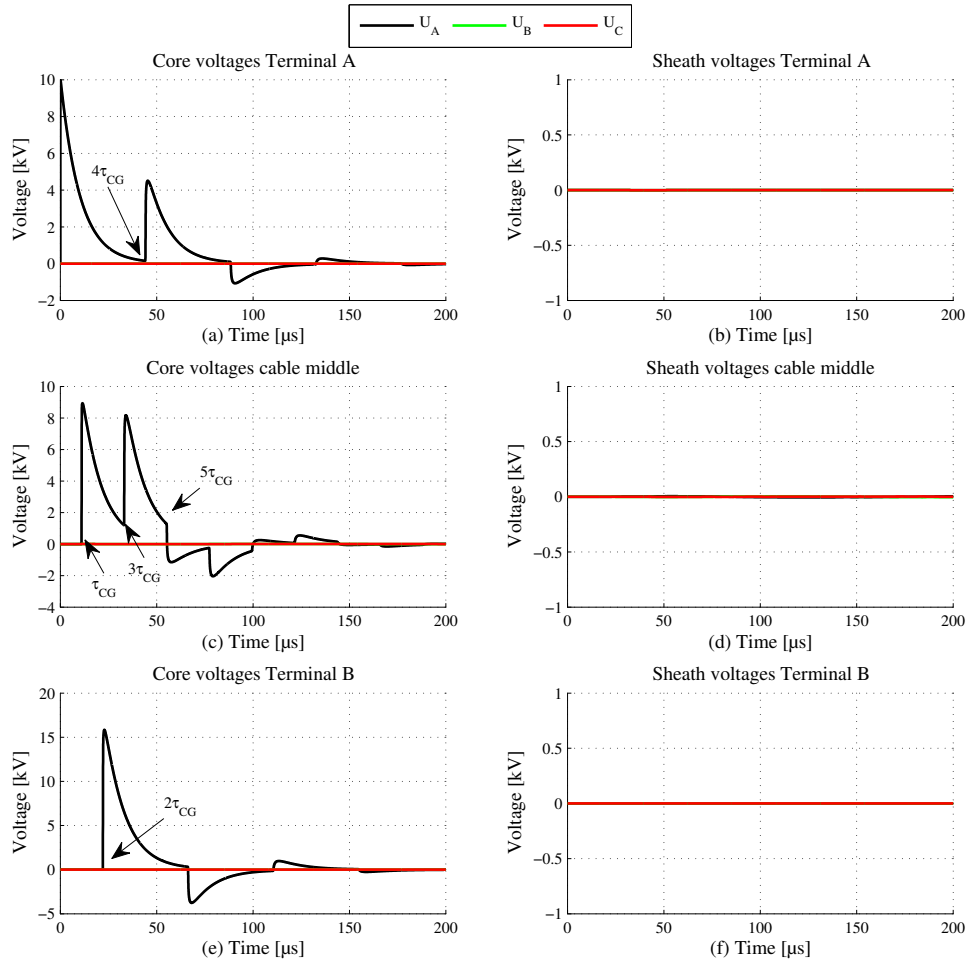 U_A U_B U_C
Core voltages Terminal A
Voltage [kV]
10
8
6
4
2
0
−2
4τ_CG
0 50 100 150 200
(a) Time [µs]
Sheath voltages Terminal A
Voltage [kV]
1
0.5
0
−0.5
−1
0 50 100 150 200
(b) Time [µs]
Core voltages cable middle
Voltage [kV]
10
8
6
4
2
0
−2
−4
5τ_CG
3τ_CG
τ_CG
0 50 100 150 200
(c) Time [µs]
Sheath voltages cable middle
Voltage [kV]
1
0.5
0
−0.5
−1
0 50 100 150 200
(d) Time [µs]
Core voltages Terminal B
Voltage [kV]
20
15
10
5
0
−5
2τ_CG
0 50 100 150 200
(e) Time [µs]
Sheath voltages Terminal B
Voltage [kV]
1
0.5
0
−0.5
−1
0 50 100 150 200
(f) Time [µs]